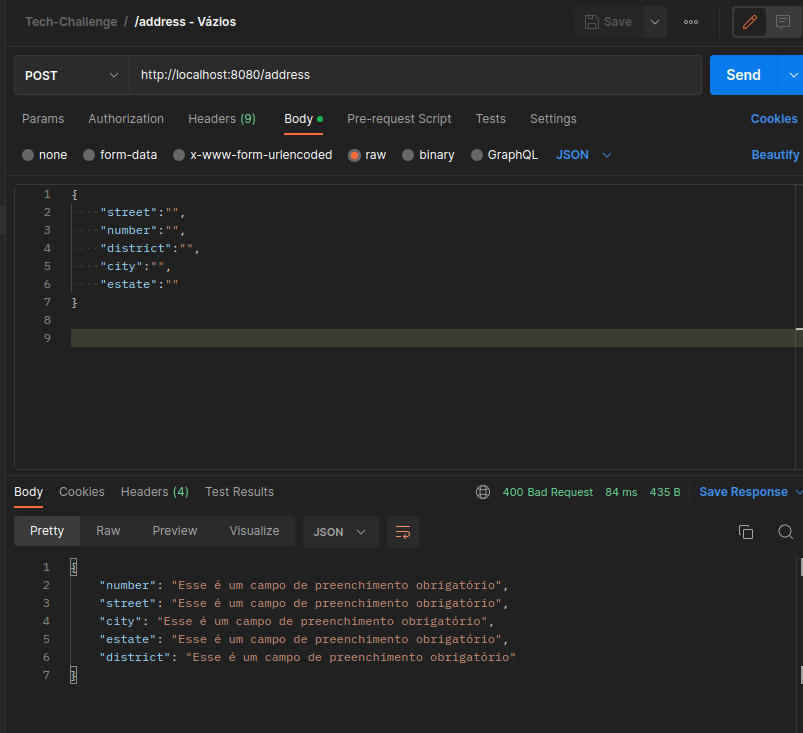 Tech-Challenge / /address - Vázios
Save
POST http://localhost:8080/address Send
Params Authorization Headers (9) Body Pre-request Script Tests Settings Cookies
none form-data x-www-form-urlencoded raw binary GraphQL JSON Beautify
1 {
2 ····"street":"",
3 ····"number":"",
4 ····"district":"",
5 ····"city":"",
6 ····"estate":""
7 }
8
9
Body Cookies Headers (4) Test Results 400 Bad Request 84 ms 435 B Save Response
Pretty Raw Preview Visualize JSON
1 {
2 "number": "Esse é um campo de preenchimento obrigatório",
3 "street": "Esse é um campo de preenchimento obrigatório",
4 "city": "Esse é um campo de preenchimento obrigatório",
5 "estate": "Esse é um campo de preenchimento obrigatório",
6 "district": "Esse é um campo de preenchimento obrigatório"
7 }